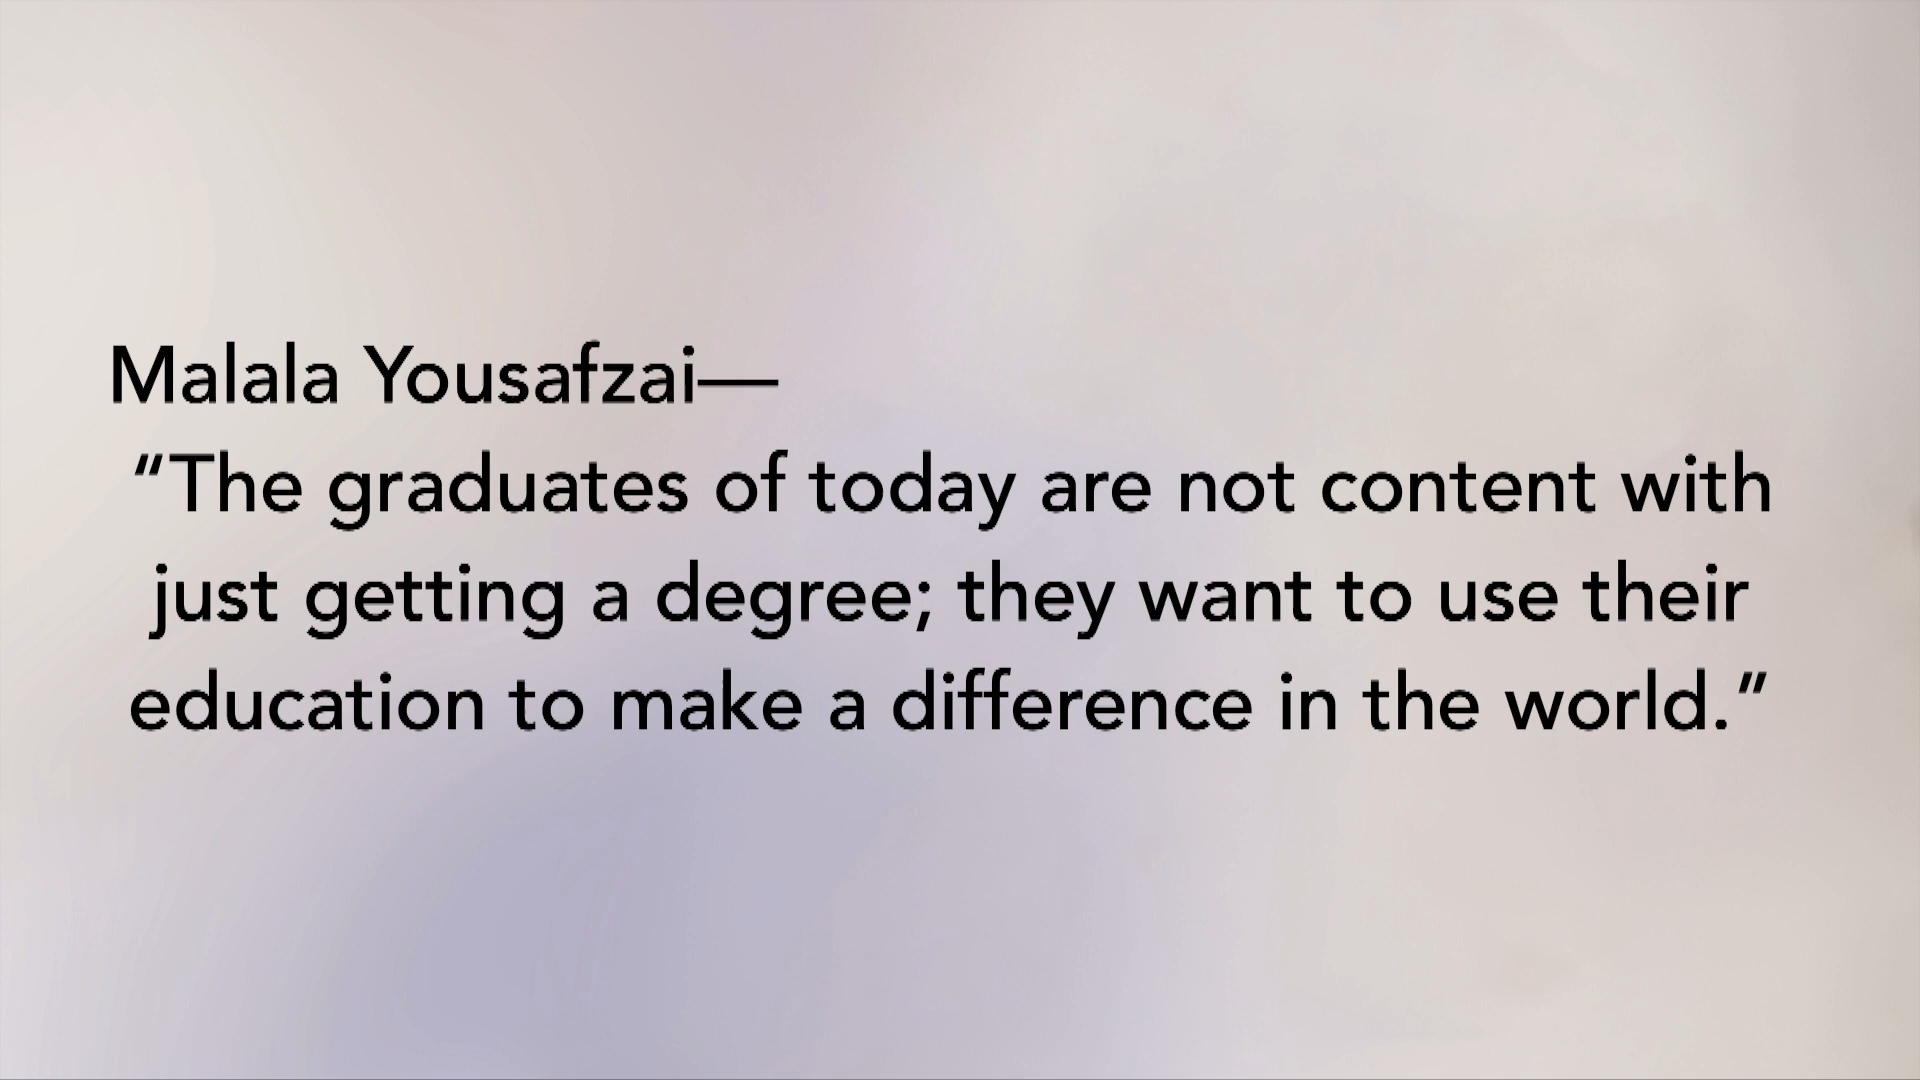 Malala Yousafzai—
“The graduates of today are not content with
just getting a degree; they want to use their
education to make a difference in the world.”